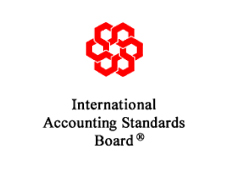 International
Accounting Standards
Board ®